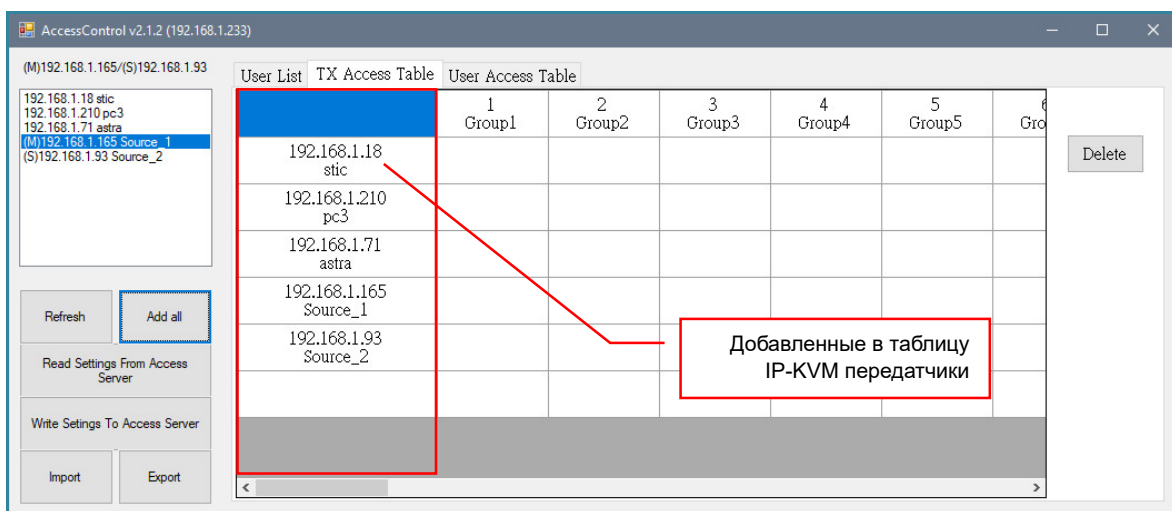 AccessControl v2.1.2 (192.168.1.233)
(M)192.168.1.165/(S)192.168.1.93
192.168.1.18 stic
192.168.1.210 pc3
192.168.1.71 astra
(M)192.168.1.165 Source_1
(S)192.168.1.93 Source_2
Refresh
Add all
Read Settings From Access
Server
Write Setings To Access Server
Import
Export
User List
TX Access Table
User Access Table
1
Group1
2
Group2
3
Group3
4
Group4
5
Group5
6
Gro
192.168.1.18
stic
192.168.1.210
pc3
192.168.1.71
astra
192.168.1.165
Source_1
192.168.1.93
Source_2
Добавленные в таблицу
IP-KVM передатчики
Delete